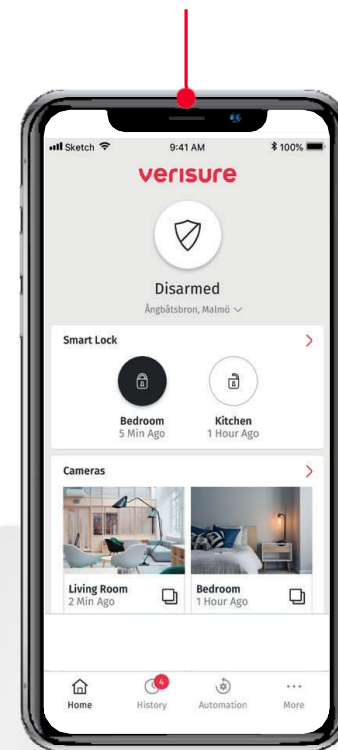 Sketch 9:41 AM 100%
verisure
Disarmed
Ångbåtsbron, Malmö
Smart Lock
Bedroom Kitchen
5 Min Ago 1 Hour Ago
Cameras
Living Room Bedroom
2 Min Ago 1 Hour Ago
4
Home History Automation More